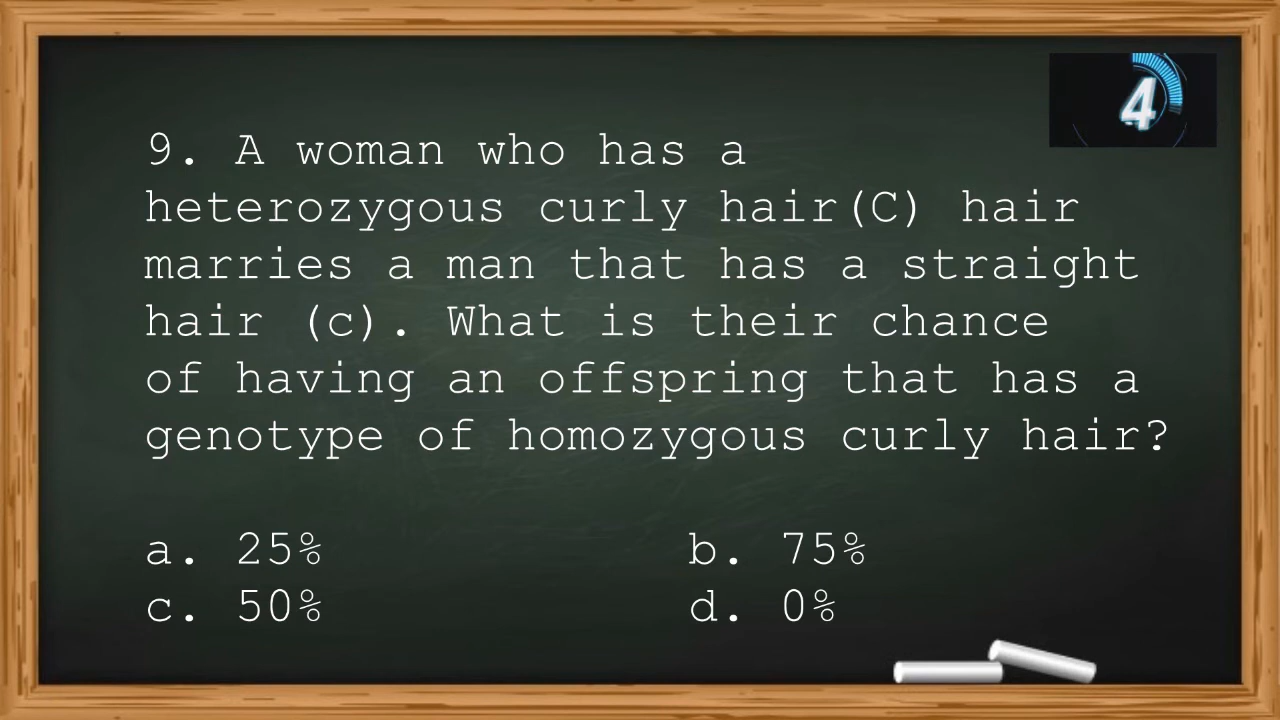 4
9. A woman who has a
heterozygous curly hair(C) hair
marries a man that has a straight
hair (c). What is their chance
of having an offspring that has a
genotype of homozygous curly hair?
a. 25% b. 75%
c. 50% d. 0%